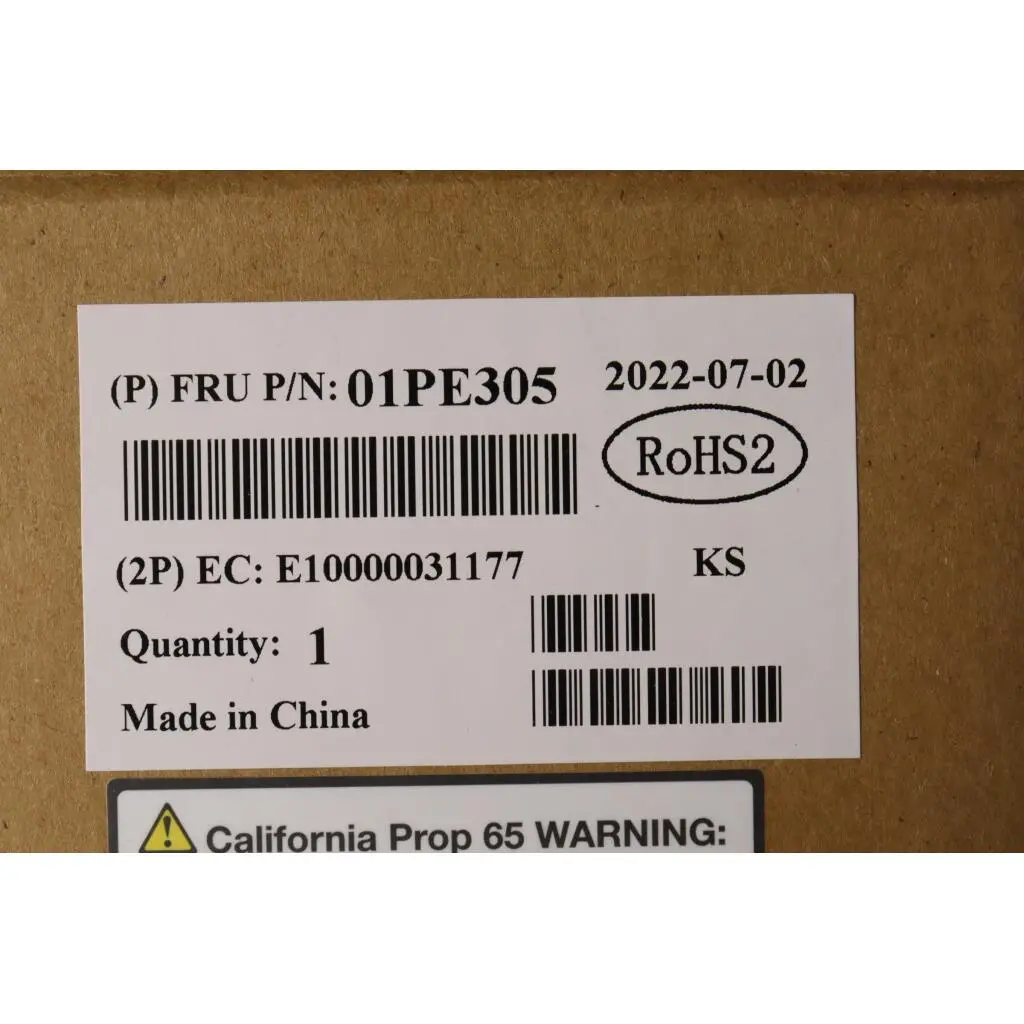 (P) FRU P/N: 01PE305
2022-07-02
RoHS2
(2P) EC: E10000031177
KS
Quantity: 1
Made in China
California Prop 65 WARNING: